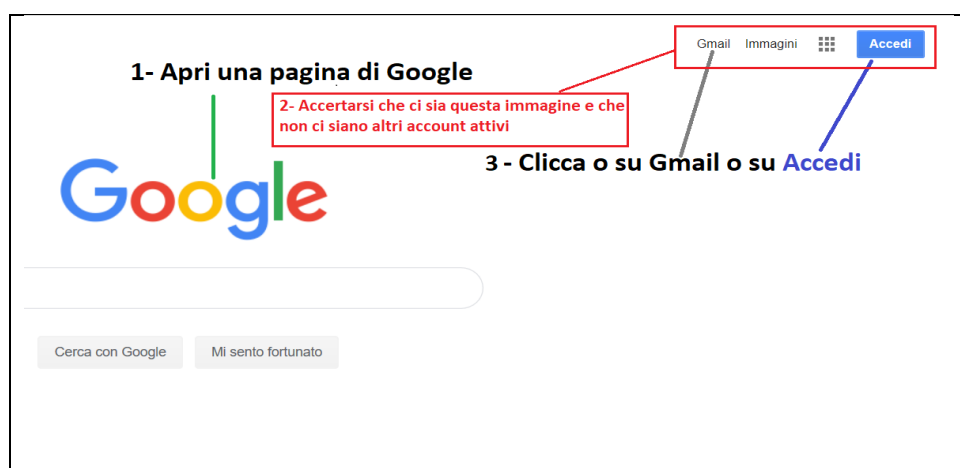 Gmail Immagini Accedi
1- Apri una pagina di Google
2- Accertarsi che ci sia questa immagine e che
non ci siano altri account attivi
3 - Clicca o su Gmail o su Accedi
Google
Cerca con Google Mi sento fortunato